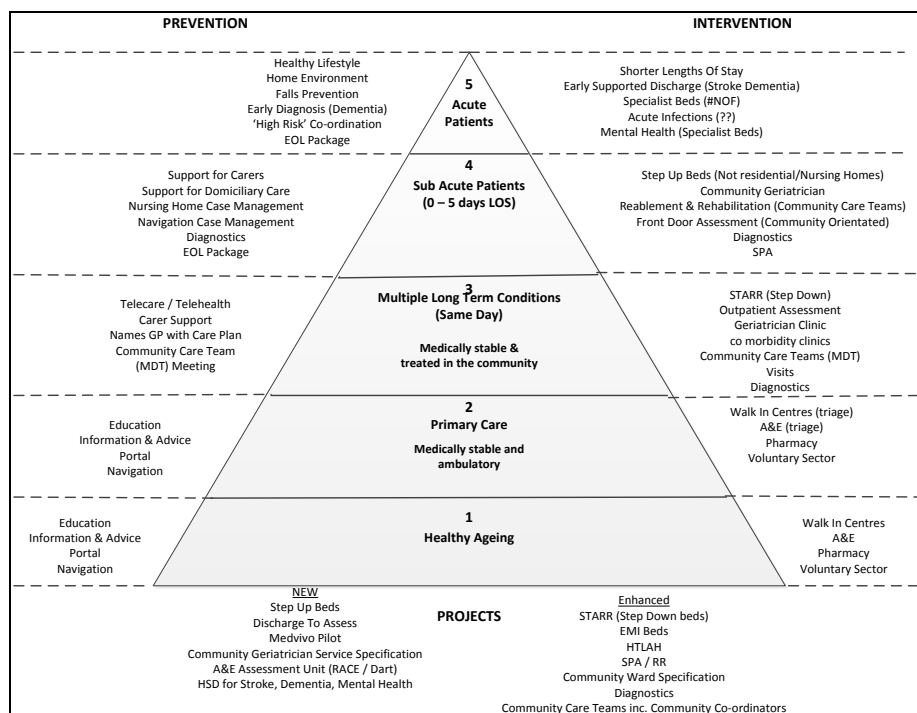 PREVENTION
INTERVENTION
Healthy Lifestyle
Home Environment
Falls Prevention
Early Diagnosis (Dementia)
‘High Risk’ Co-ordination
EOL Package
5
Acute
Patients
Shorter Lengths Of Stay
Early Supported Discharge (Stroke Dementia)
Specialist Beds (#NOF)
Acute Infections (??)
Mental Health (Specialist Beds)
Support for Carers
Support for Domiciliary Care
Nursing Home Case Management
Navigation Case Management
Diagnostics
EOL Package
4
Sub Acute Patients
(0 – 5 days LOS)
Step Up Beds (Not residential/Nursing Homes)
Community Geriatrician
Reablement & Rehabilitation (Community Care Teams)
Front Door Assessment (Community Orientated)
Diagnostics
SPA
Telecare / Telehealth
Carer Support
Names GP with Care Plan
Community Care Team
(MDT) Meeting
3
Multiple Long Term Conditions
(Same Day)
Medically stable &
treated in the community
STARR (Step Down)
Outpatient Assessment
Geriatrician Clinic
co morbidity clinics
Community Care Teams (MDT)
Visits
Diagnostics
Education
Information & Advice
Portal
Navigation
2
Primary Care
Medically stable and
ambulatory
Walk In Centres (triage)
A&E (triage)
Pharmacy
Voluntary Sector
Education
Information & Advice
Portal
Navigation
1
Healthy Ageing
Walk In Centres
A&E
Pharmacy
Voluntary Sector
NEW
Step Up Beds
Discharge To Assess
Medvivo Pilot
Community Geriatrician Service Specification
A&E Assessment Unit (RACE / Dart)
HSD for Stroke, Dementia, Mental Health
PROJECTS
Enhanced
STARR (Step Down beds)
EMI Beds
HTLAH
SPA / RR
Community Ward Specification
Diagnostics
Community Care Teams inc. Community Co-ordinators